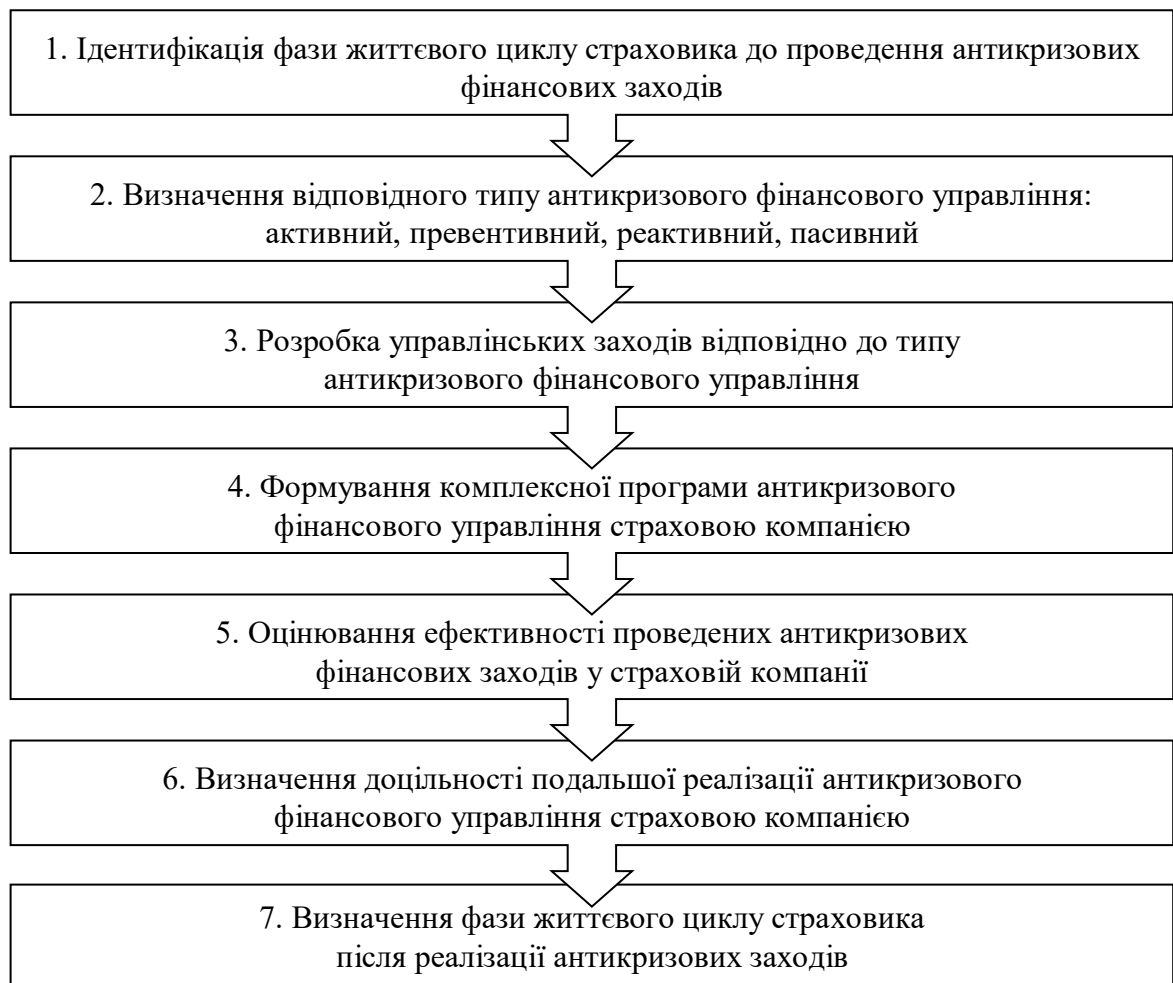 1. Ідентифікація фази життєвого циклу страховика до проведення антикризових
фінансових заходів
2. Визначення відповідного типу антикризового фінансового управління:
активний, превентивний, реактивний, пасивний
3. Розробка управлінських заходів відповідно до типу
антикризового фінансового управління
4. Формування комплексної програми антикризового
фінансового управління страховою компанією
5. Оцінювання ефективності проведених антикризових
фінансових заходів у страховій компанії
6. Визначення доцільності подальшої реалізації антикризового
фінансового управління страховою компанією
7. Визначення фази життєвого циклу страховика
після реалізації антикризових заходів